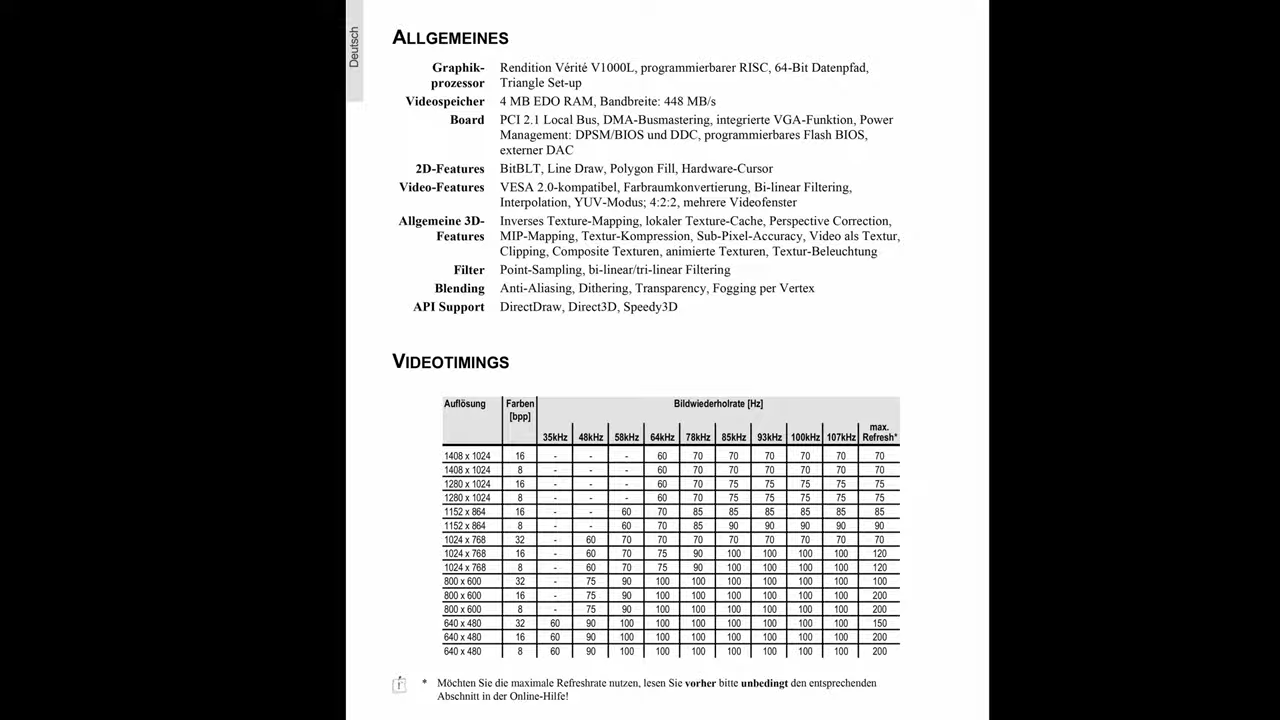 Deutsch
ALLGEMEINES
Graphik- Rendition Vérité V1000L, programmierbarer RISC, 64-Bit Datenpfad,
prozessor Triangle Set-up
Videospeicher 4 MB EDO RAM, Bandbreite: 448 MB/s
Board PCI 2.1 Local Bus, DMA-Busmastering, integrierte VGA-Funktion, Power
Management: DPSM/BIOS und DDC, programmierbares Flash BIOS,
externer DAC
2D-Features BitBLT, Line Draw, Polygon Fill, Hardware-Cursor
Video-Features VESA 2.0-kompatibel, Farbraumkonvertierung, Bi-linear Filtering,
Interpolation, YUV-Modus; 4:2:2, mehrere Videofenster
Allgemeine 3D- Inverses Texture-Mapping, lokaler Texture-Cache, Perspective Correction,
Features MIP-Mapping, Textur-Kompression, Sub-Pixel-Accuracy, Video als Textur,
Clipping, Composite Texturen, animierte Texturen, Textur-Beleuchtung
Filter Point-Sampling, bi-linear/tri-linear Filtering
Blending Anti-Aliasing, Dithering, Transparency, Fogging per Vertex
API Support DirectDraw, Direct3D, Speedy3D
VIDEOTIMINGS
Auflösung Farben Bildwiederholrate [Hz]
[bpp]
max.
35kHz 48kHz 58kHz 64kHz 78kHz 85kHz 93kHz 100kHz 107kHz Refresh*
1408 x 1024 16 - - - 60 70 70 70 70 70 70
1408 x 1024 8 - - - 60 70 70 70 70 70 70
1280 x 1024 16 - - - 60 70 75 75 75 75 75
1280 x 1024 8 - - - 60 70 75 75 75 75 75
1152 x 864 16 - - 60 70 85 85 85 85 85 85
1152 x 864 8 - - 60 70 85 90 90 90 90 90
1024 x 768 32 - 60 70 70 70 70 70 70 70 70
1024 x 768 16 - 60 70 75 90 100 100 100 100 120
1024 x 768 8 - 60 70 75 90 100 100 100 100 120
800 x 600 32 - 75 90 100 100 100 100 100 100 100
800 x 600 16 - 75 90 100 100 100 100 100 100 200
800 x 600 8 - 75 90 100 100 100 100 100 100 200
640 x 480 32 60 90 100 100 100 100 100 100 100 150
640 x 480 16 60 90 100 100 100 100 100 100 100 200
640 x 480 8 60 90 100 100 100 100 100 100 100 200
* Möchten Sie die maximale Refreshrate nutzen, lesen Sie vorher bitte unbedingt den entsprechenden
Abschnitt in der Online-Hilfe!